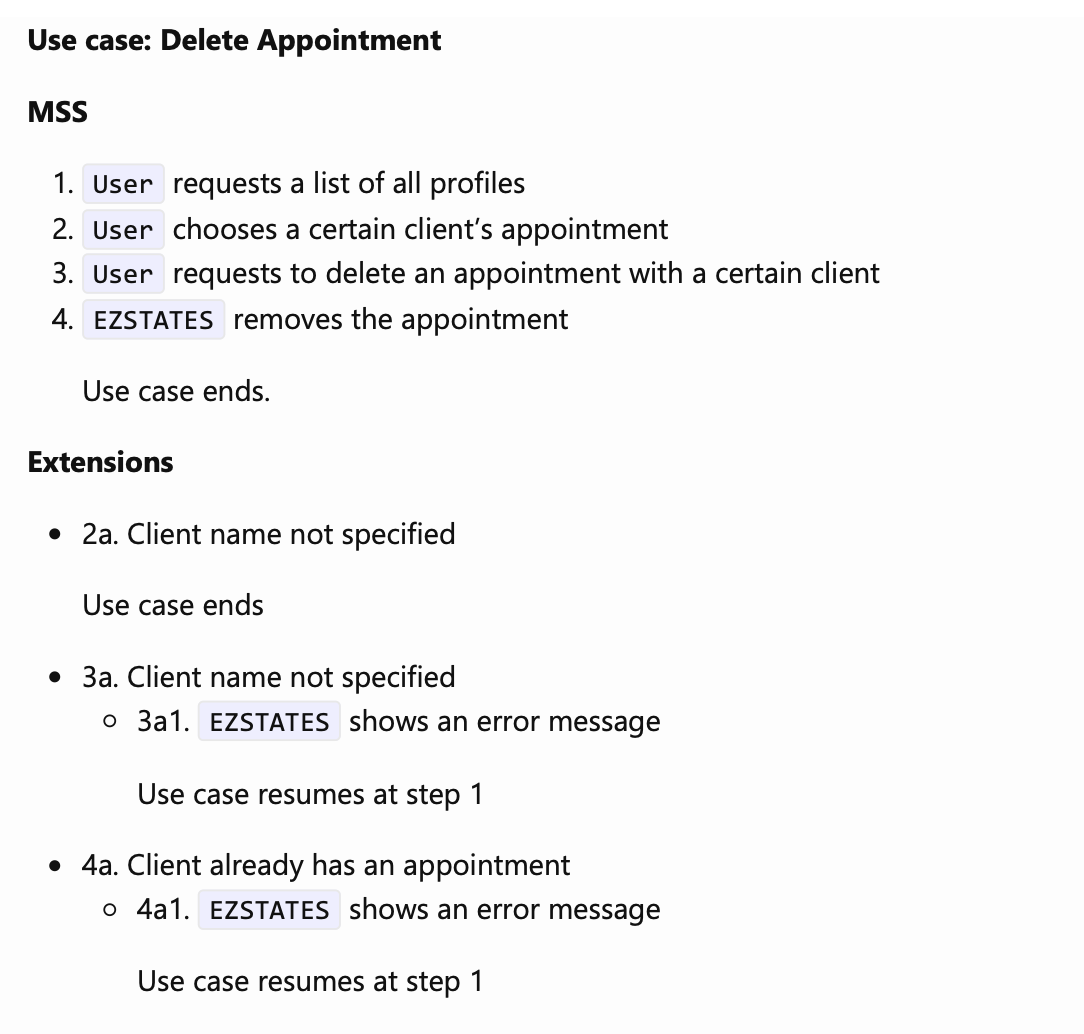 Use case: Delete Appointment
MSS
1. User requests a list of all profiles
2. User chooses a certain client’s appointment
3. User requests to delete an appointment with a certain client
4. EZSTATES removes the appointment
Use case ends.
Extensions
• 2a. Client name not specified
Use case ends
• 3a. Client name not specified
○ 3a1. EZSTATES shows an error message
Use case resumes at step 1
• 4a. Client already has an appointment
○ 4a1. EZSTATES shows an error message
Use case resumes at step 1